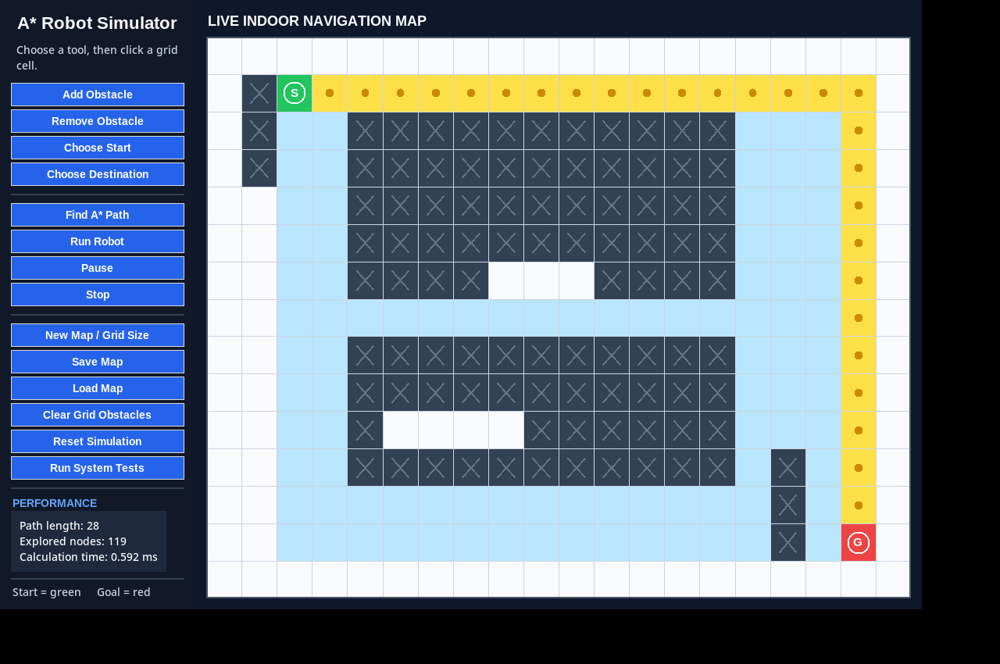 A* Robot Simulator
Choose a tool, then click a grid
cell.
Add Obstacle
Remove Obstacle
Choose Start
Choose Destination
Find A* Path
Run Robot
Pause
Stop
New Map / Grid Size
Save Map
Load Map
Clear Grid Obstacles
Reset Simulation
Run System Tests
PERFORMANCE
Path length: 28
Explored nodes: 119
Calculation time: 0.592 ms
Start = green Goal = red
LIVE INDOOR NAVIGATION MAP
S
G